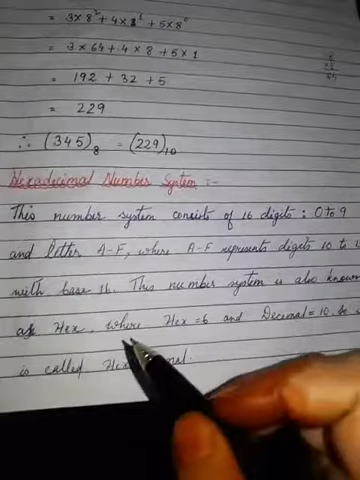 = 3×8² + 4×8¹ + 5×8⁰
= 3 × 64 + 4 × 8 + 5 × 1
= 192 + 32 + 5
= 229
∴ (345)₈ = (229)₁₀
Hexadecimal Number System :-
This number system consists of 16 digits : 0 to 9
and letter A-F, where A-F represents digits 10 to
with base 16. This number system is also known
as Hex, where Hex = 6 and Decimal = 10,
is called